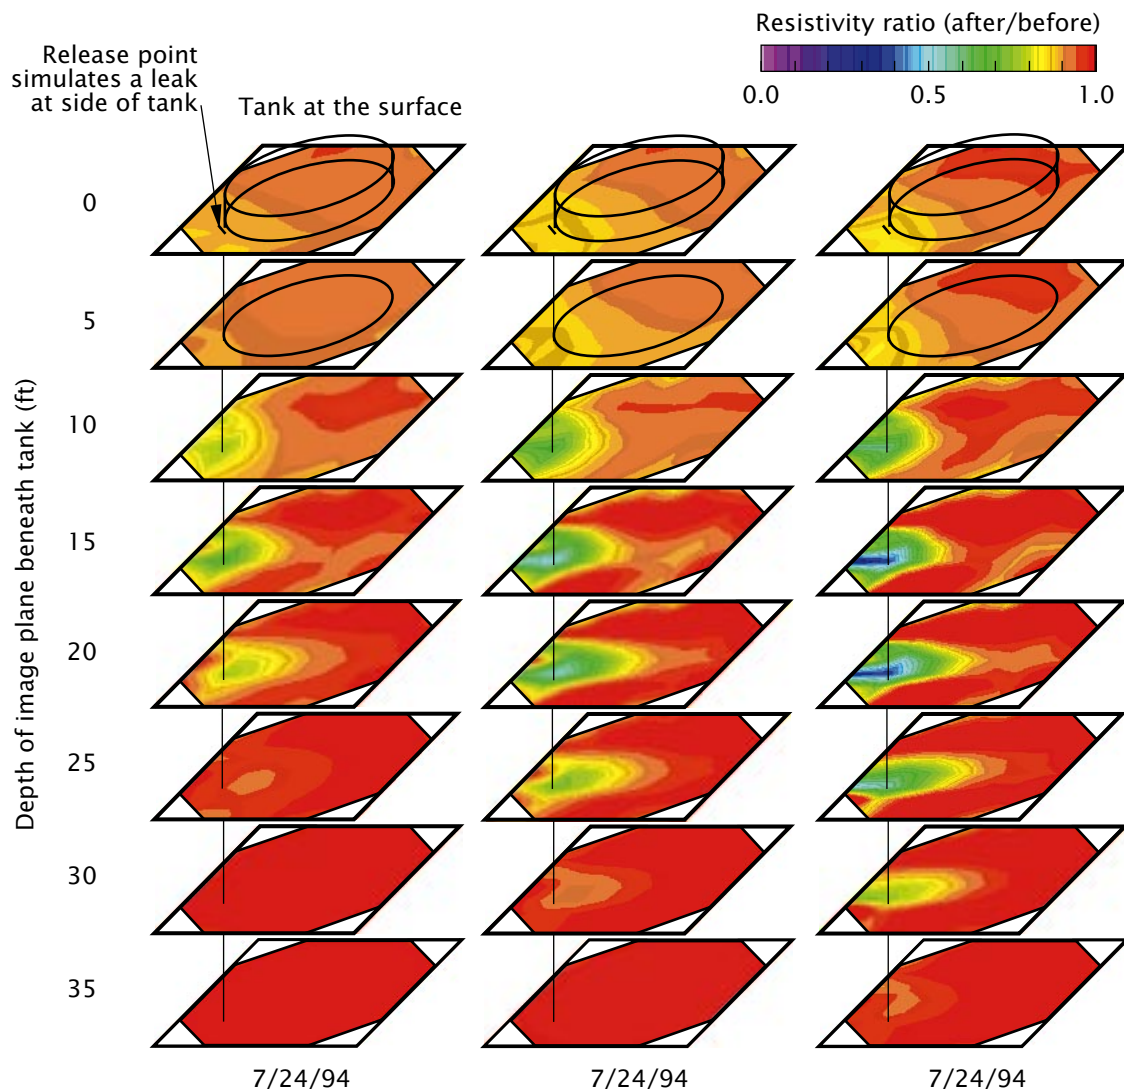 Resistivity ratio (after/before)
0.0 0.5 1.0
Release point
simulates a leak
at side of tank
Tank at the surface
Depth of image plane beneath tank (ft)
0
5
10
15
20
25
30
35
7/24/94 7/24/94 7/24/94